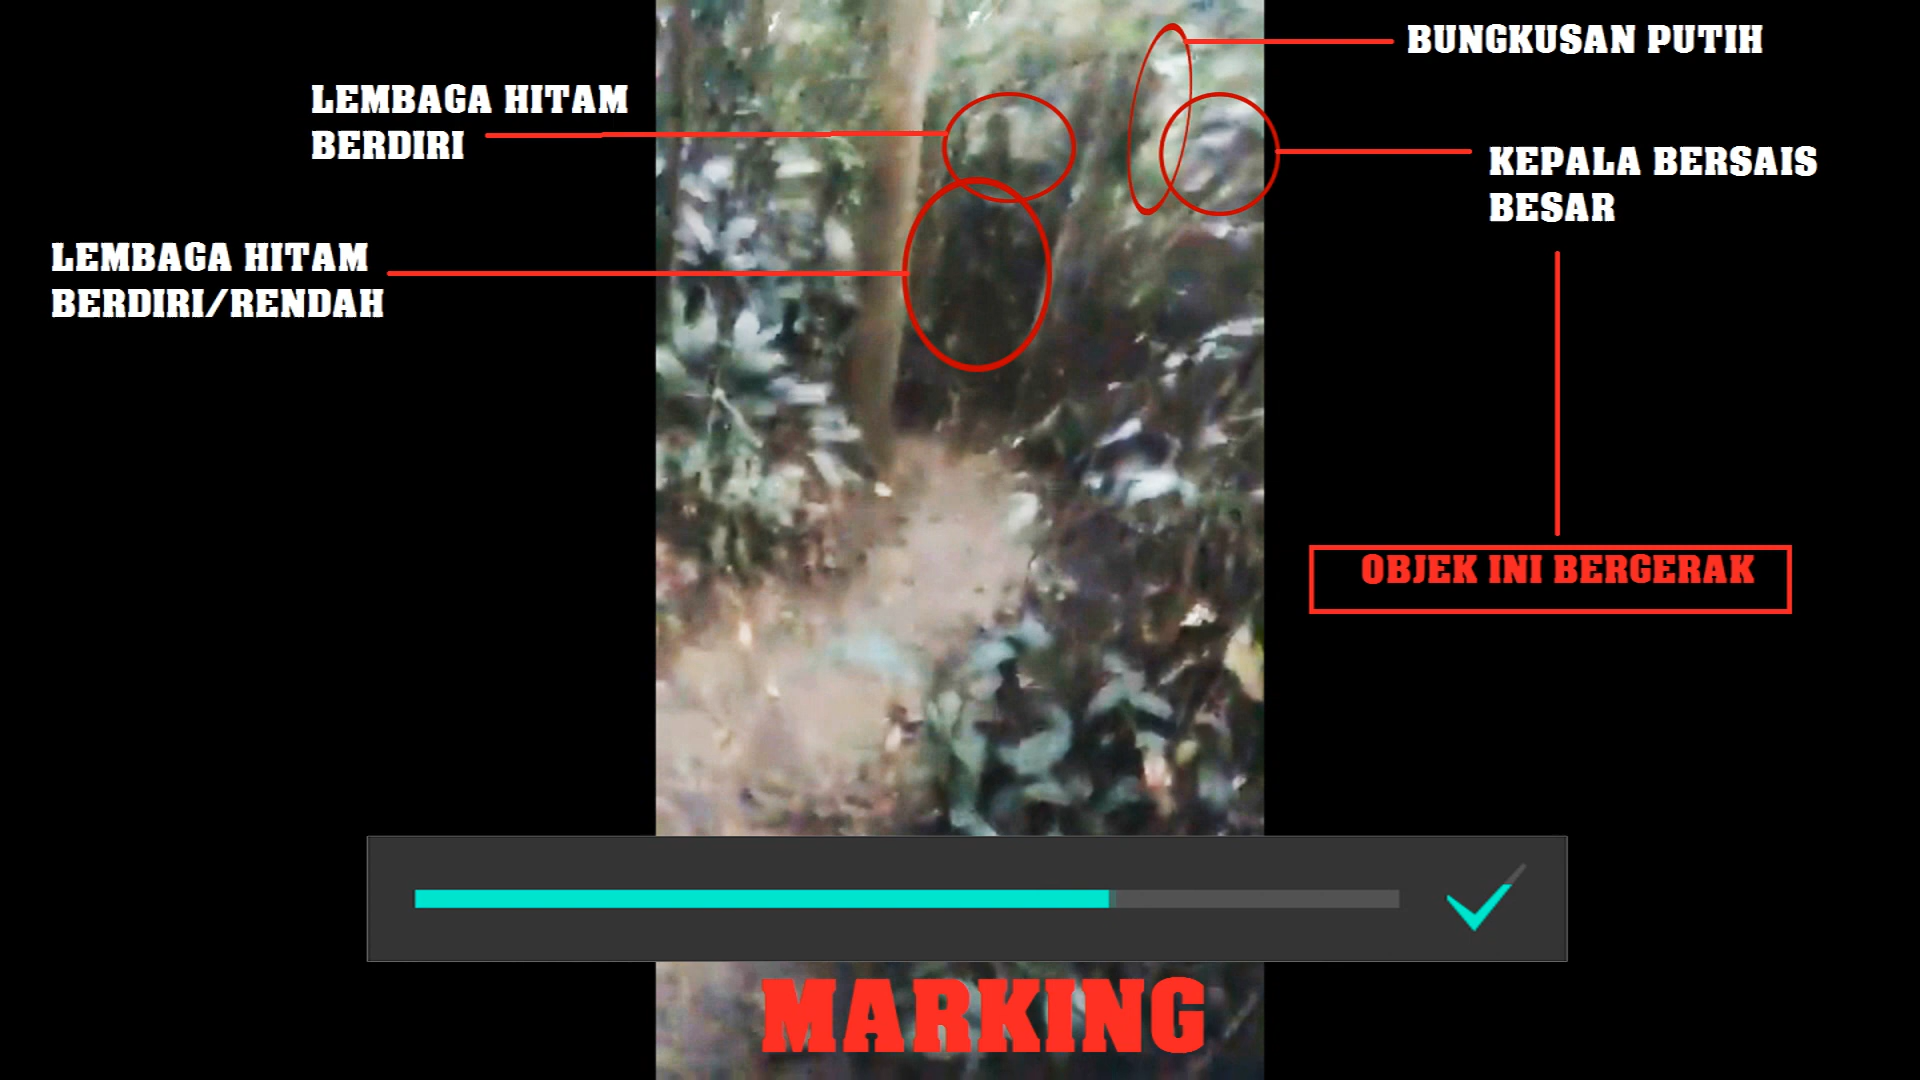 BUNGKUSAN PUTIH
LEMBAGA HITAM
BERDIRI
KEPALA BERSAIS
BESAR
LEMBAGA HITAM
BERDIRI/RENDAH
OBJEK INI BERGERAK
MARKING